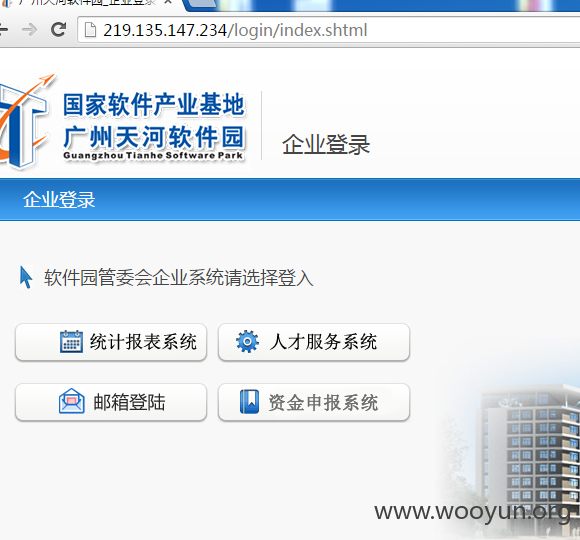 广州天河软件园_企业登录
219.135.147.234/login/index.shtml
国家软件产业基地
广州天河软件园
Guangzhou Tianhe Software Park
企业登录
企业登录
软件园管委会企业系统请选择登入
统计报表系统 人才服务系统
邮箱登陆 资金申报系统
www.wooyun.org